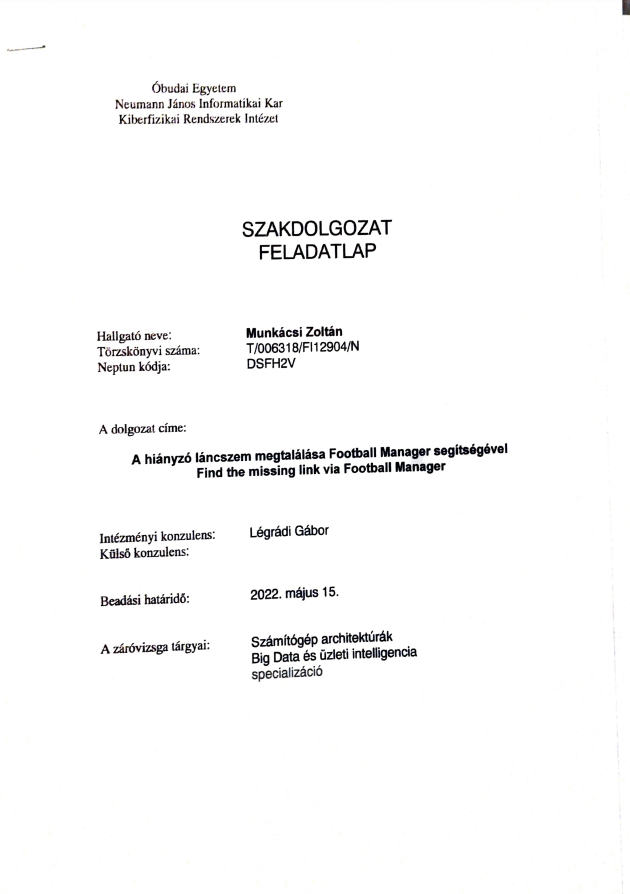 Óbudai Egyetem
Neumann János Informatikai Kar
Kiberfizikai Rendszerek Intézet
SZAKDOLGOZAT
FELADATLAP
Hallgató neve: Munkácsi Zoltán
Törzskönyvi száma: T/006318/FI12904/N
Neptun kódja: DSFH2V
A dolgozat címe:
A hiányzó láncszem megtalálása Football Manager segítségével
Find the missing link via Football Manager
Intézményi konzulens: Légrádi Gábor
Külső konzulens:
Beadási határidő: 2022. május 15.
A záróvizsga tárgyai: Számítógép architektúrák
Big Data és üzleti intelligencia
specializáció